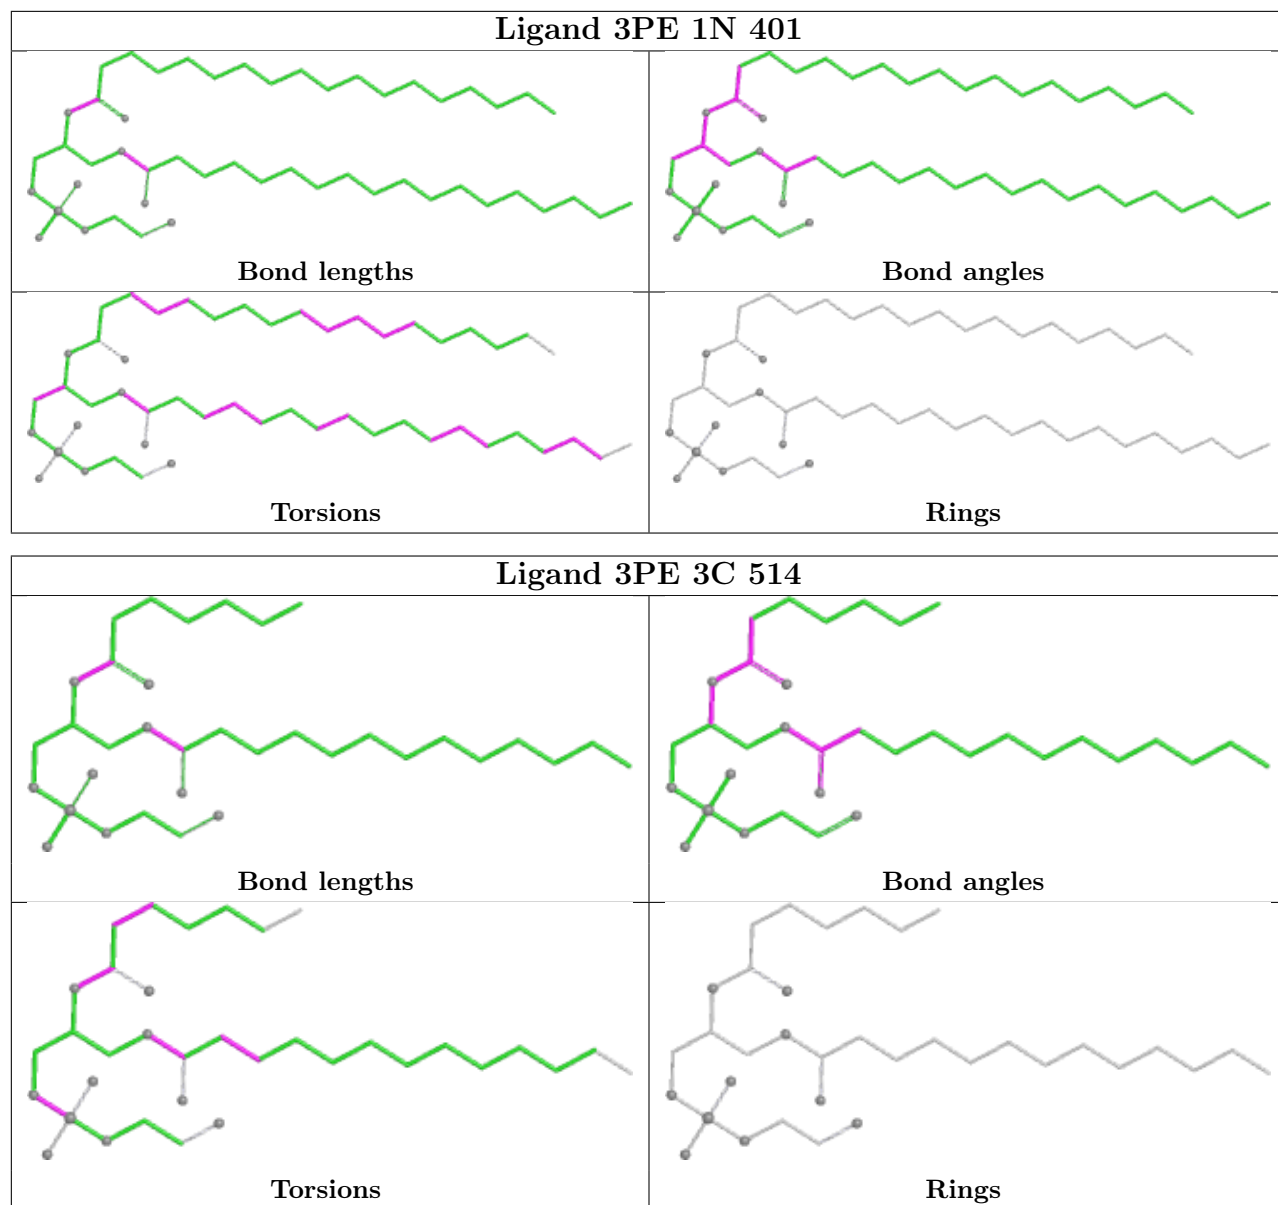 Ligand 3PE 1N 401
Bond lengths
Bond angles
Torsions
Rings
Ligand 3PE 3C 514
Bond lengths
Bond angles
Torsions
Rings